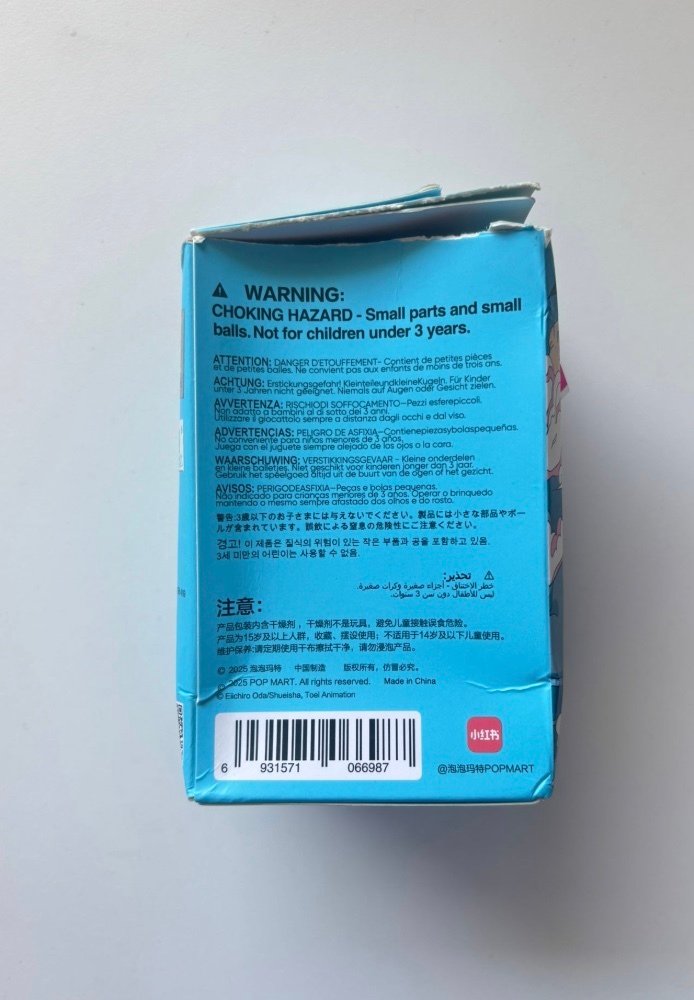 ⚠ WARNING:
CHOKING HAZARD - Small parts and small
balls. Not for children under 3 years.
ATTENTION: DANGER D'ETOUFFEMENT- Contient de petites pièces
et de petites balles. Ne convient pas aux enfants de moins de trois ans.
ACHTUNG: Erstickungsgefahr! KleinteileundkleineKugeln. Für Kinder
unter 3 Jahren nicht geeignet. Niemals auf Augen oder Gesicht zielen.
AVVERTENZA: RISCHIODI SOFFOCAMENTO—Pezzi esferepiccoli.
Non adatto a bambini al di sotto dei 3 anni.
Utilizzare il giocattolo sempre a distanza dagli occhi e dal viso.
ADVERTENCIAS: PELIGRO DE ASFIXIA—Contienepiezasybolaspequeñas.
No conveniente para niños menores de 3 años.
Juega con el juguete siempre alejado de los ojos o la cara.
WAARSCHUWING: VERSTIKKINGSGEVAAR - Kleine onderdelen
en kleine balletjes. Niet geschikt voor kinderen jonger dan 3 jaar.
Gebruik het speelgoed altijd uit de buurt van de ogen of het gezicht.
AVISOS: PERIGODEASFIXIA—Peças e bolas pequenas.
Não indicado para crianças menores de 3 anos. Operar o brinquedo
mantendo o mesmo sempre afastado dos olhos e do rosto.
警告:3歳以下のお子さまには与えないでください。製品には小さな部品やボー
ルが含まれています。誤飲による窒息の危険性にご注意ください。
경고! 이 제품은 질식의 위험이 있는 작은 부품과 공을 포함하고 있음.
3세 미만의 어린이는 사용할 수 없음.
⚠ تحذير:
خطر الاختناق - أجزاء صغيرة وكرات صغيرة.
ليس للأطفال دون سن 3 سنوات.
注意：
产品包装内含干燥剂，干燥剂不是玩具，避免儿童接触误食危险。
产品为15岁及以上人群，收藏、摆设使用；不适用于14岁及以下儿童使用。
维护保养:请定期使用干布擦拭干净，请勿浸泡产品。
© 2025 泡泡玛特 中国制造 版权所有，仿冒必究。
© 2025 POP MART. All rights reserved. Made in China
© Eiichiro Oda/Shueisha, Toei Animation
6 931571 066987
小红书
@泡泡玛特POPMART